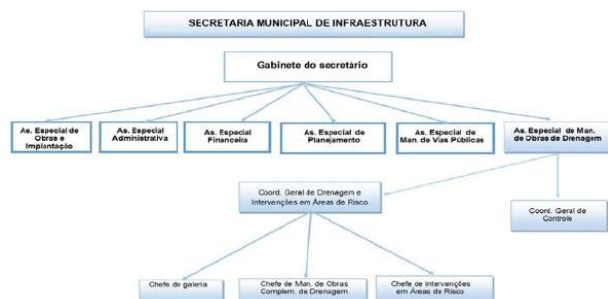 SECRETARIA MUNICIPAL DE INFRAESTRUTURA
Gabinete do secretário
As. Especial de
Obras e
Implantação
As. Especial
Administrativa
As. Especial
Financeira
As. Especial de
Planejamento
As. Especial de
Man. de Vias Públicas
As. Especial de Man.
de Obras de Drenagem
Coord. Geral de Drenagem e
Intervenções em Áreas de Risco
Coord. Geral de
Controle
Chefe de galeria
Chefe de Man. de Obras
Complem. de Drenagem
Chefe de Intervenções
em Áreas de Risco